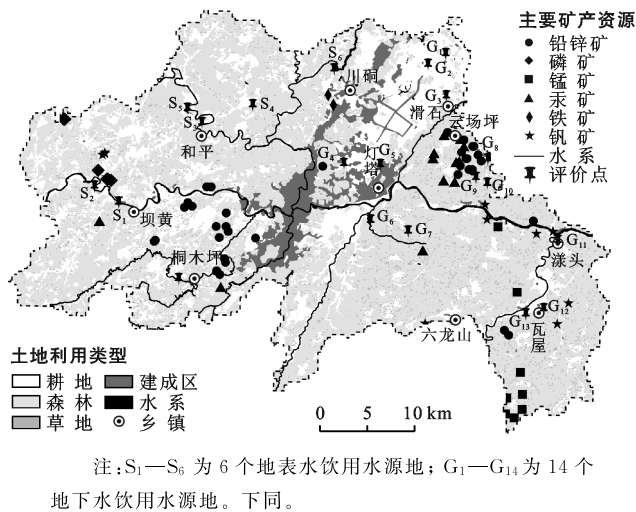 主要矿产资源
铅锌矿
磷矿
锰矿
汞矿
铁矿
钒矿
水系
评价点
S₆
川硐
G₁
G₂
S₅
S₄
和平
G₃
滑石
云场坪
G₄
灯塔
G₅
G₈
G₉
G₁₀
S₂
S₁
坝黄
G₆
G₇
桐木坪
G₁₁
漾头
六龙山
G₁₃
G₁₂
瓦屋
土地利用类型
耕地
建成区
森林
水系
草地
乡镇
0 5 10 km
注:S₁—S₆ 为 6 个地表水饮用水源地; G₁—G₁₄ 为 14 个
地下水饮用水源地。下同。